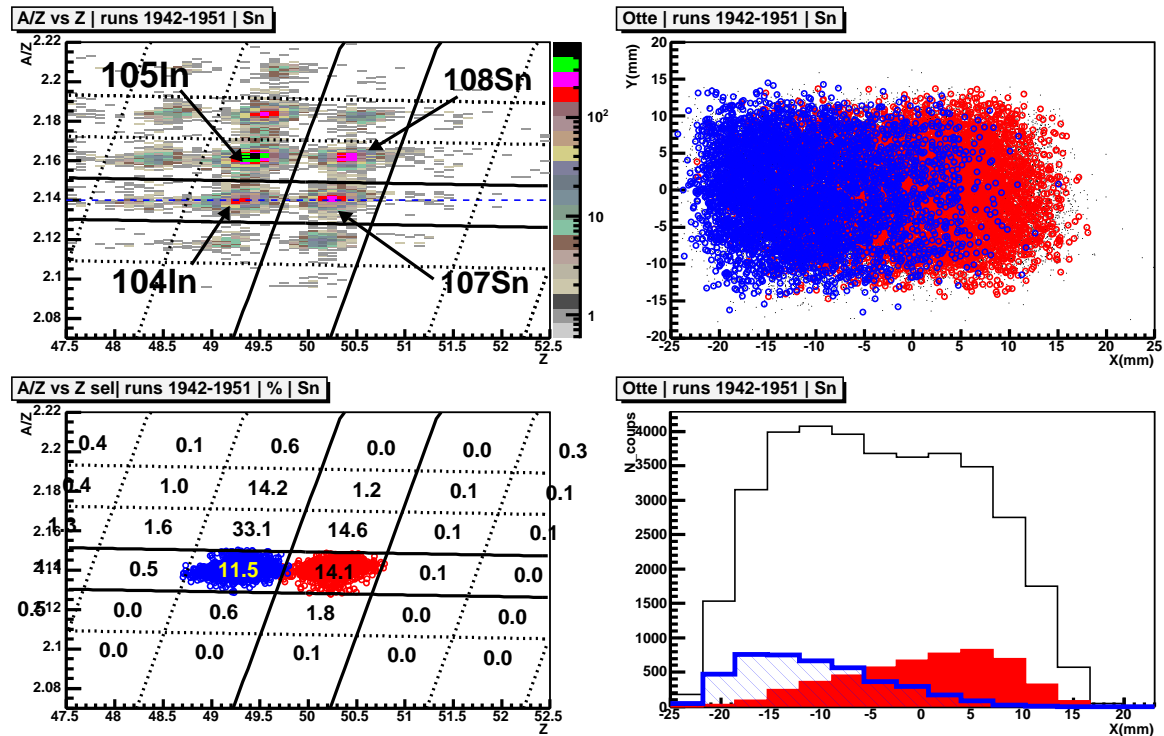 A/Z vs Z | runs 1942-1951 | Sn
A/Z
2.22
2.2
2.18
2.16
2.14
2.12
2.1
2.08
47.5 48 48.5 49 49.5 50 50.5 51 51.5 52 52.5
Z
105In
108Sn
104In
107Sn
10²
10
1
Otte | runs 1942-1951 | Sn
Y(mm)
20
15
10
5
0
-5
-10
-15
-20
-25 -20 -15 -10 -5 0 5 10 15 20
X(mm)
A/Z vs Z sel| runs 1942-1951 | % | Sn
A/Z
2.22
2.2
2.18
2.16
2.14
2.12
2.1
2.08
0.4 0.1 0.6 0.0 0.0 0.3
0.4 1.0 14.2 1.2 0.1 0.1
1.3 1.6 33.1 14.6 0.1 0.1
0.5 11.5 14.1 0.1 0.0
0.5 0.0 0.6 1.8 0.0 0.0
0.0 0.0 0.1 0.0 0.0
47.5 48 48.5 49 49.5 50 50.5 51 51.5 52 52.5
Z
Otte | runs 1942-1951 | Sn
N_coups
4000
3500
3000
2500
2000
1500
1000
500
0
-25 -20 -15 -10 -5 0 5 10 15 20
X(mm)